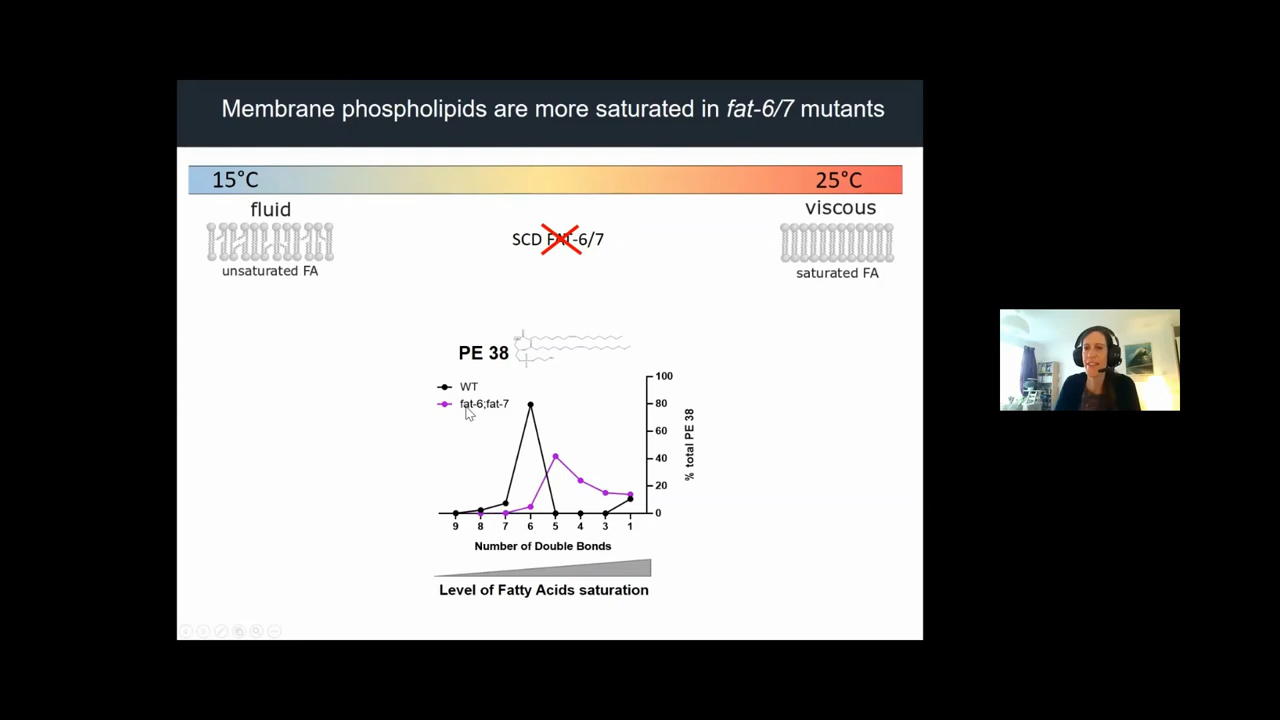 Membrane phospholipids are more saturated in fat-6/7 mutants
15°C
25°C
fluid
viscous
SCD FAT-6/7
unsaturated FA
saturated FA
PE 38
WT
fat-6;fat-7
100
80
60
40
20
0
% total PE 38
9 8 7 6 5 4 3 1
Number of Double Bonds
Level of Fatty Acids saturation